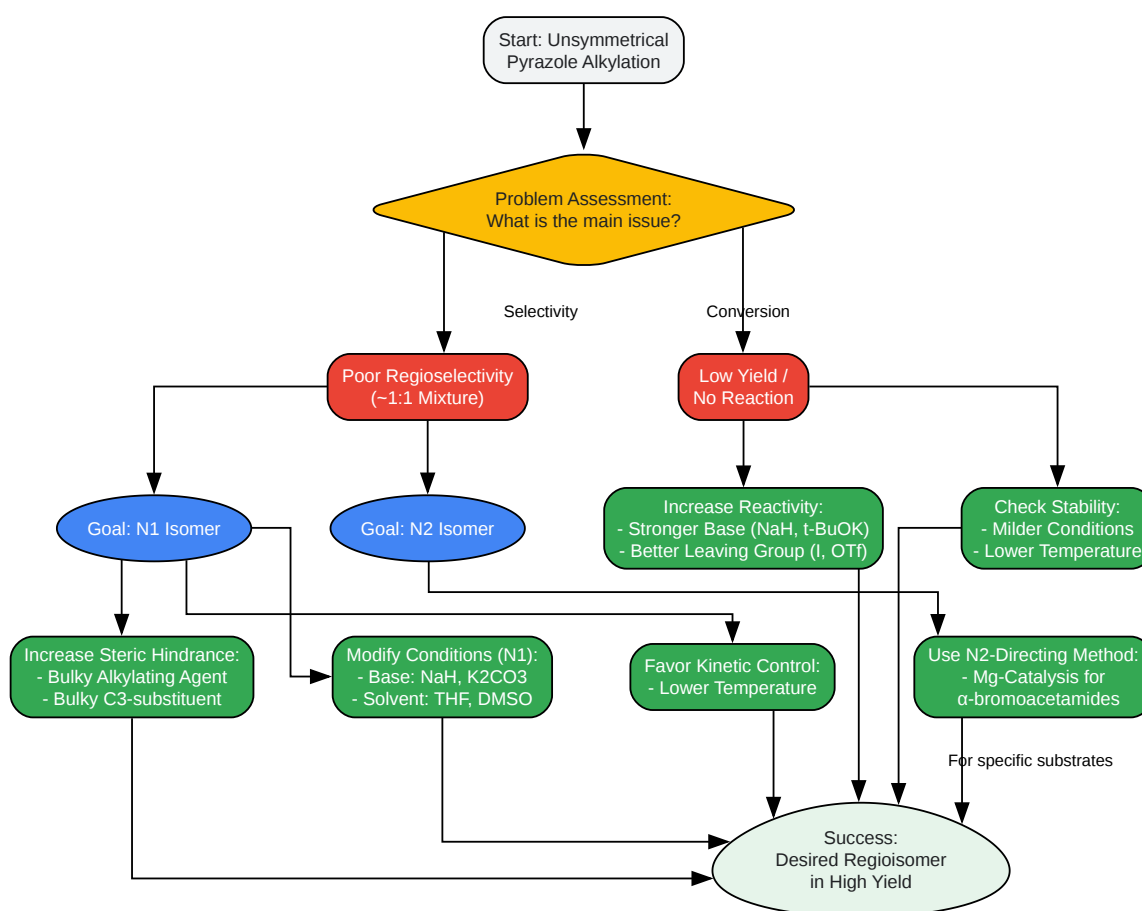 Start: Unsymmetrical
Pyrazole Alkylation
Problem Assessment:
What is the main issue?
Selectivity
Conversion
Poor Regioselectivity
(~1:1 Mixture)
Low Yield /
No Reaction
Goal: N1 Isomer
Goal: N2 Isomer
Increase Reactivity:
- Stronger Base (NaH, t-BuOK)
- Better Leaving Group (I, OTf)
Check Stability:
- Milder Conditions
- Lower Temperature
Increase Steric Hindrance:
- Bulky Alkylating Agent
- Bulky C3-substituent
Modify Conditions (N1):
- Base: NaH, K2CO3
- Solvent: THF, DMSO
Favor Kinetic Control:
- Lower Temperature
Use N2-Directing Method:
- Mg-Catalysis for
α-bromoacetamides
For specific substrates
Success:
Desired Regioisomer
in High Yield